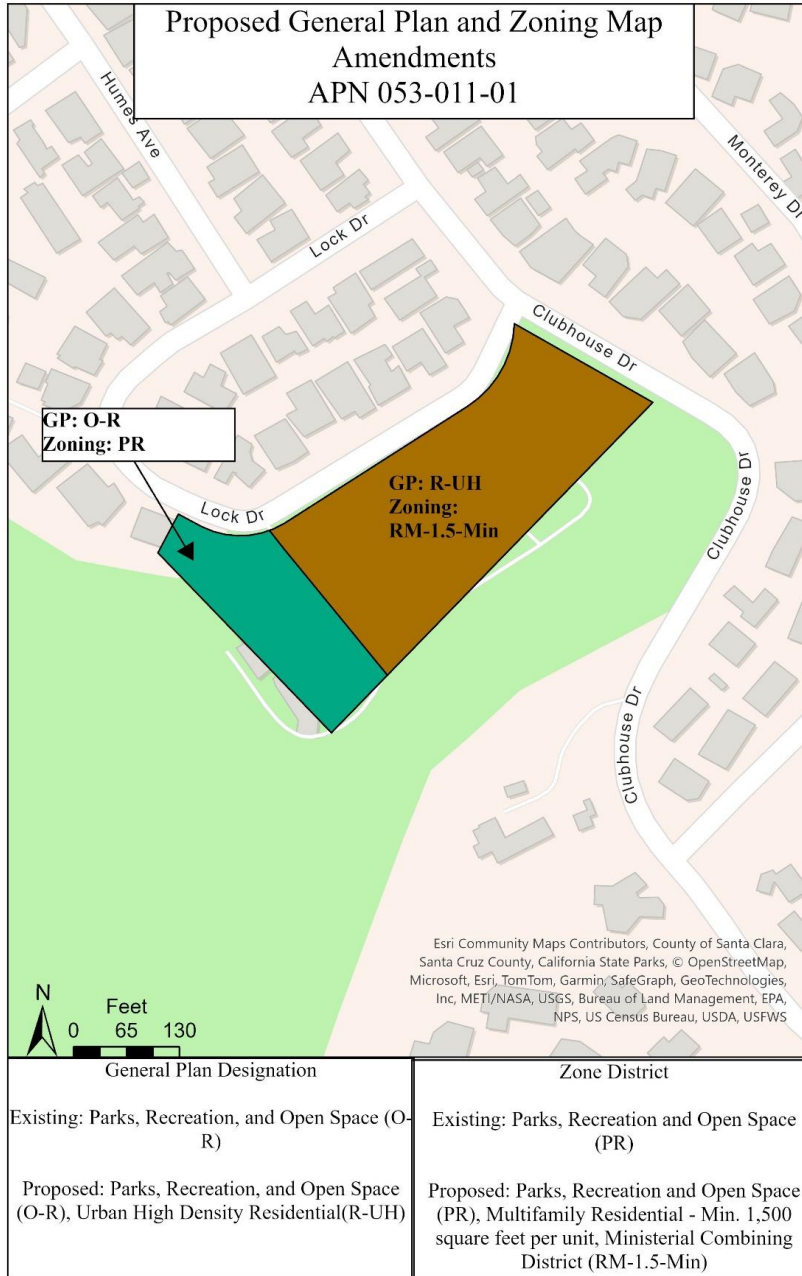 Proposed General Plan and Zoning Map
Amendments
APN 053-011-01
Humes Ave
Lock Dr
Monterey Dr
Clubhouse Dr
GP: O-R
Zoning: PR
GP: R-UH
Zoning:
RM-1.5-Min
Lock Dr
Clubhouse Dr
Clubhouse Dr
Esri Community Maps Contributors, County of Santa Clara,
Santa Cruz County, California State Parks, © OpenStreetMap,
Microsoft, Esri, TomTom, Garmin, SafeGraph, GeoTechnologies,
Inc, METI/NASA, USGS, Bureau of Land Management, EPA,
NPS, US Census Bureau, USDA, USFWS
N
Feet
0 65 130
General Plan Designation
Existing: Parks, Recreation, and Open Space (O-
R)
Proposed: Parks, Recreation, and Open Space
(O-R), Urban High Density Residential(R-UH)
Zone District
Existing: Parks, Recreation and Open Space
(PR)
Proposed: Parks, Recreation and Open Space
(PR), Multifamily Residential - Min. 1,500
square feet per unit, Ministerial Combining
District (RM-1.5-Min)